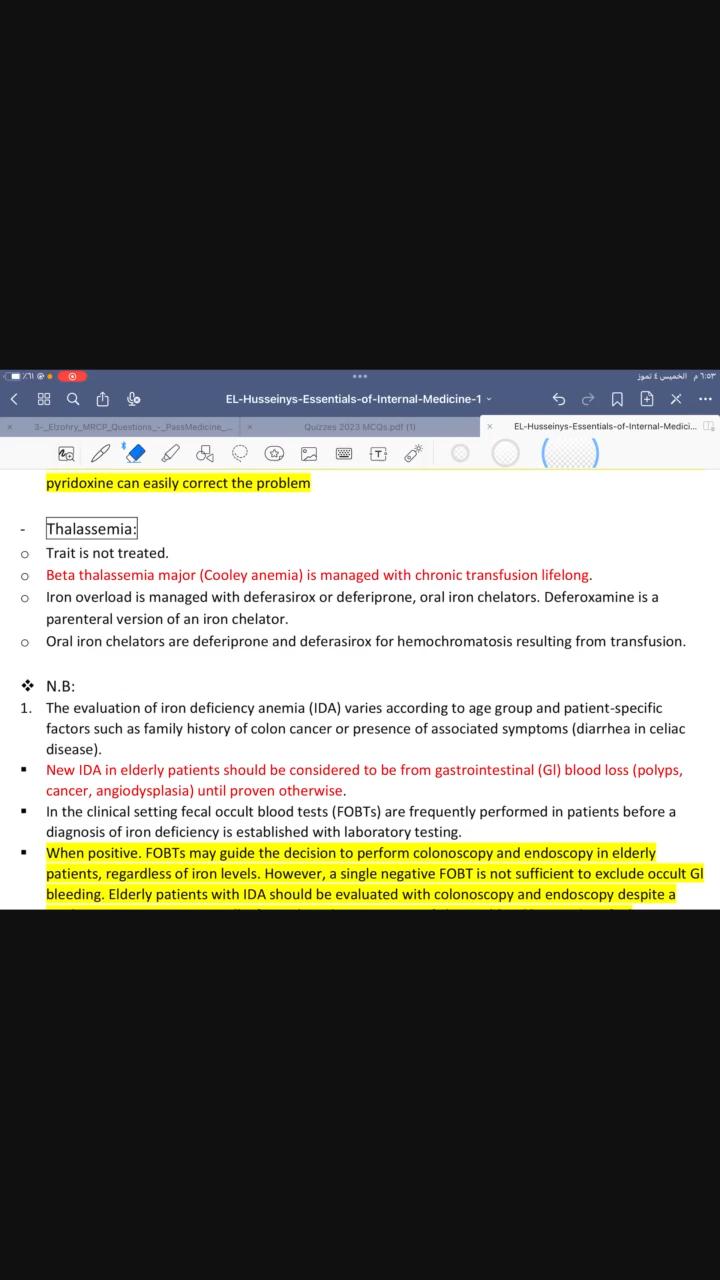 ٪٦١
٦:٥٣ م الخميس ٤ تموز
EL-Husseinys-Essentials-of-Internal-Medicine-1
3-_Elzohry_MRCP_Questions_-_PassMedicine_...
Quizzes 2023 MCQs.pdf (1)
EL-Husseinys-Essentials-of-Internal-Medici...
pyridoxine can easily correct the problem
- Thalassemia:
o Trait is not treated.
o Beta thalassemia major (Cooley anemia) is managed with chronic transfusion lifelong.
o Iron overload is managed with deferasirox or deferiprone, oral iron chelators. Deferoxamine is a
parenteral version of an iron chelator.
o Oral iron chelators are deferiprone and deferasirox for hemochromatosis resulting from transfusion.
❖ N.B:
1. The evaluation of iron deficiency anemia (IDA) varies according to age group and patient-specific
factors such as family history of colon cancer or presence of associated symptoms (diarrhea in celiac
disease).
▪ New IDA in elderly patients should be considered to be from gastrointestinal (Gl) blood loss (polyps,
cancer, angiodysplasia) until proven otherwise.
▪ In the clinical setting fecal occult blood tests (FOBTs) are frequently performed in patients before a
diagnosis of iron deficiency is established with laboratory testing.
▪ When positive. FOBTs may guide the decision to perform colonoscopy and endoscopy in elderly
patients, regardless of iron levels. However, a single negative FOBT is not sufficient to exclude occult Gl
bleeding. Elderly patients with IDA should be evaluated with colonoscopy and endoscopy despite a